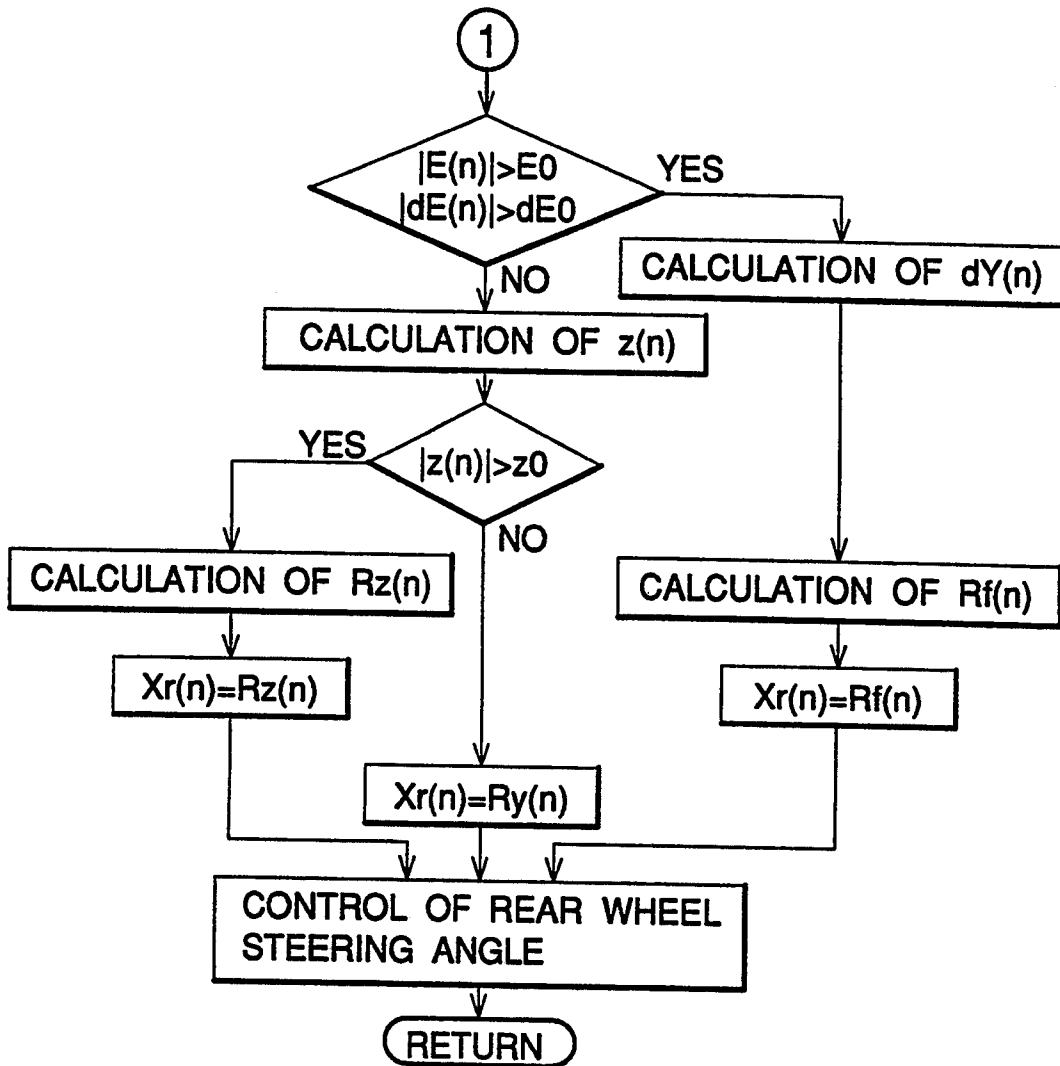 1
|E(n)|>E0
|dE(n)|>dE0
YES
CALCULATION OF dY(n)
NO
CALCULATION OF z(n)
YES
|z(n)|>z0
NO
CALCULATION OF Rz(n)
CALCULATION OF Rf(n)
Xr(n)=Rz(n)
Xr(n)=Rf(n)
Xr(n)=Ry(n)
CONTROL OF REAR WHEEL
STEERING ANGLE
RETURN